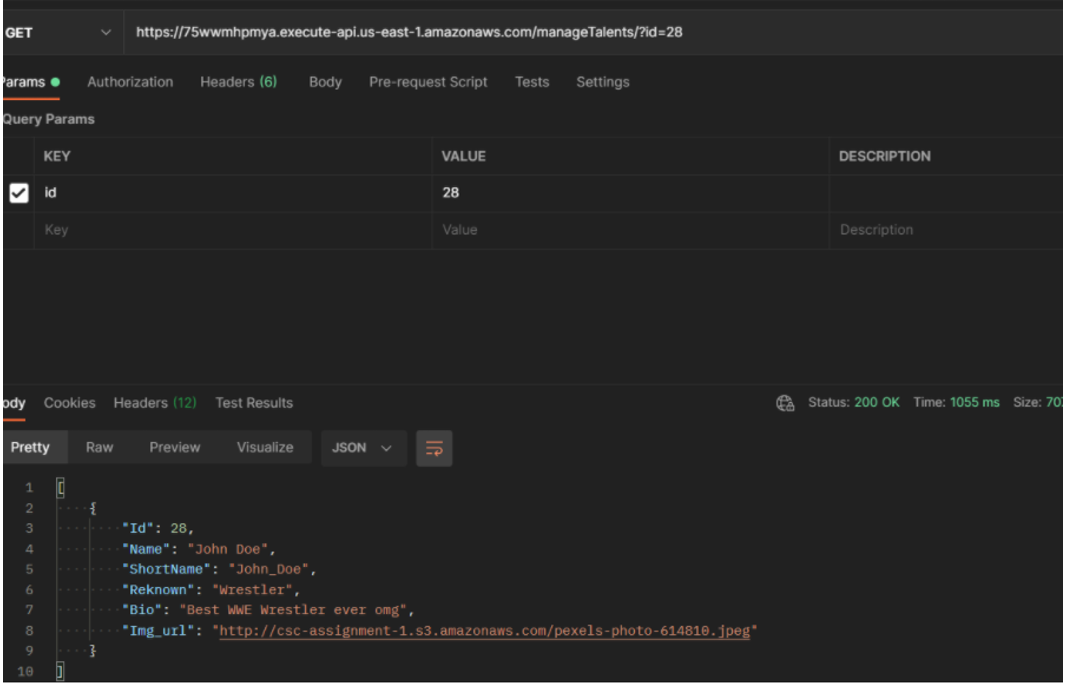 GET https://75wwmhpmya.execute-api.us-east-1.amazonaws.com/manageTalents/?id=28
Params Authorization Headers (6) Body Pre-request Script Tests Settings
Query Params
KEY VALUE DESCRIPTION
id 28
Key Value Description
ody Cookies Headers (12) Test Results Status: 200 OK Time: 1055 ms Size: 70
Pretty Raw Preview Visualize JSON
1 [
2 {
3 "Id": 28,
4 "Name": "John Doe",
5 "ShortName": "John_Doe",
6 "Reknown": "Wrestler",
7 "Bio": "Best WWE Wrestler ever omg",
8 "Img_url": "http://csc-assignment-1.s3.amazonaws.com/pexels-photo-614810.jpeg"
9 }
10 ]